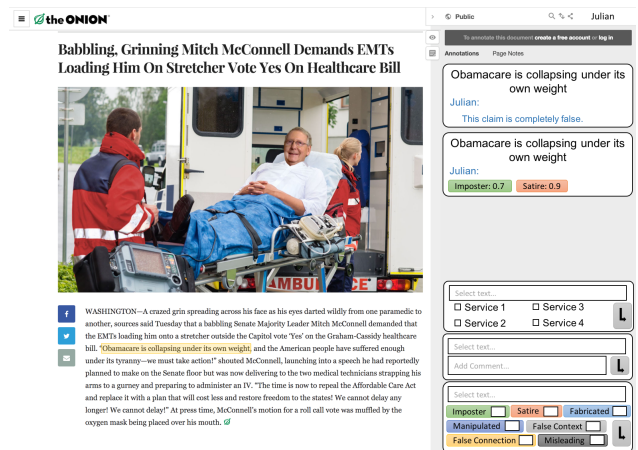 the ONION
Public
Julian
Babbling, Grinning Mitch McConnell Demands EMTs
Loading Him On Stretcher Vote Yes On Healthcare Bill
AMBULANCE
WASHINGTON—A crazed grin spreading across his face as his eyes darted wildly from one paramedic to
another, sources said Tuesday that a babbling Senate Majority Leader Mitch McConnell demanded that
the EMTs loading him onto a stretcher outside the Capitol vote 'Yes' on the Graham-Cassidy healthcare
bill. "Obamacare is collapsing under its own weight, and the American people have suffered enough
under its tyranny—we must take action!" shouted McConnell, launching into a speech he had reportedly
planned to make on the Senate floor but was now delivering to the two medical technicians strapping his
arms to a gurney and preparing to administer an IV. "The time is now to repeal the Affordable Care Act
and replace it with a plan that will cost less and restore freedom to the states! We cannot delay any
longer! We cannot delay!" At press time, McConnell's motion for a roll call vote was muffled by the
oxygen mask being placed over his mouth.
To annotate this document create a free account or log in
Annotations Page Notes
Obamacare is collapsing under its
own weight
Julian:
This claim is completely false.
Obamacare is collapsing under its
own weight
Julian:
Imposter: 0.7 Satire: 0.9
Select text...
Service 1 Service 3
Service 2 Service 4
Select text...
Add Comment...
Select text...
Imposter Satire Fabricated
Manipulated False Context
False Connection Misleading